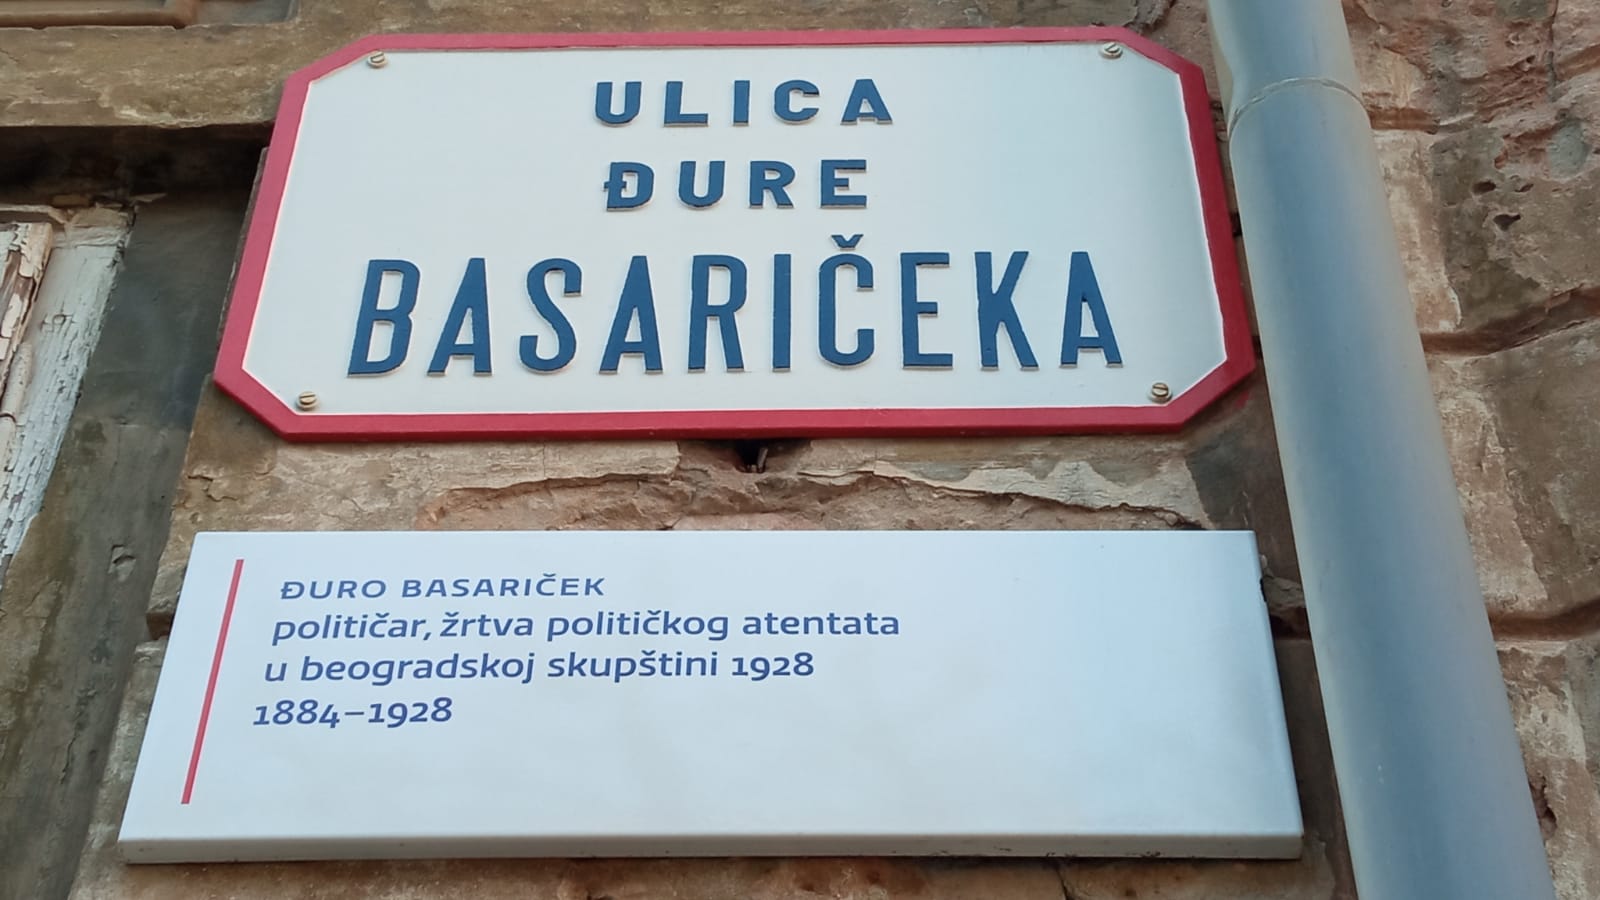 ULICA
ĐURE
BASARIČEKA
ĐURO BASARIČEK
političar, žrtva političkog atentata
u beogradskoj skupštini 1928
1884–1928